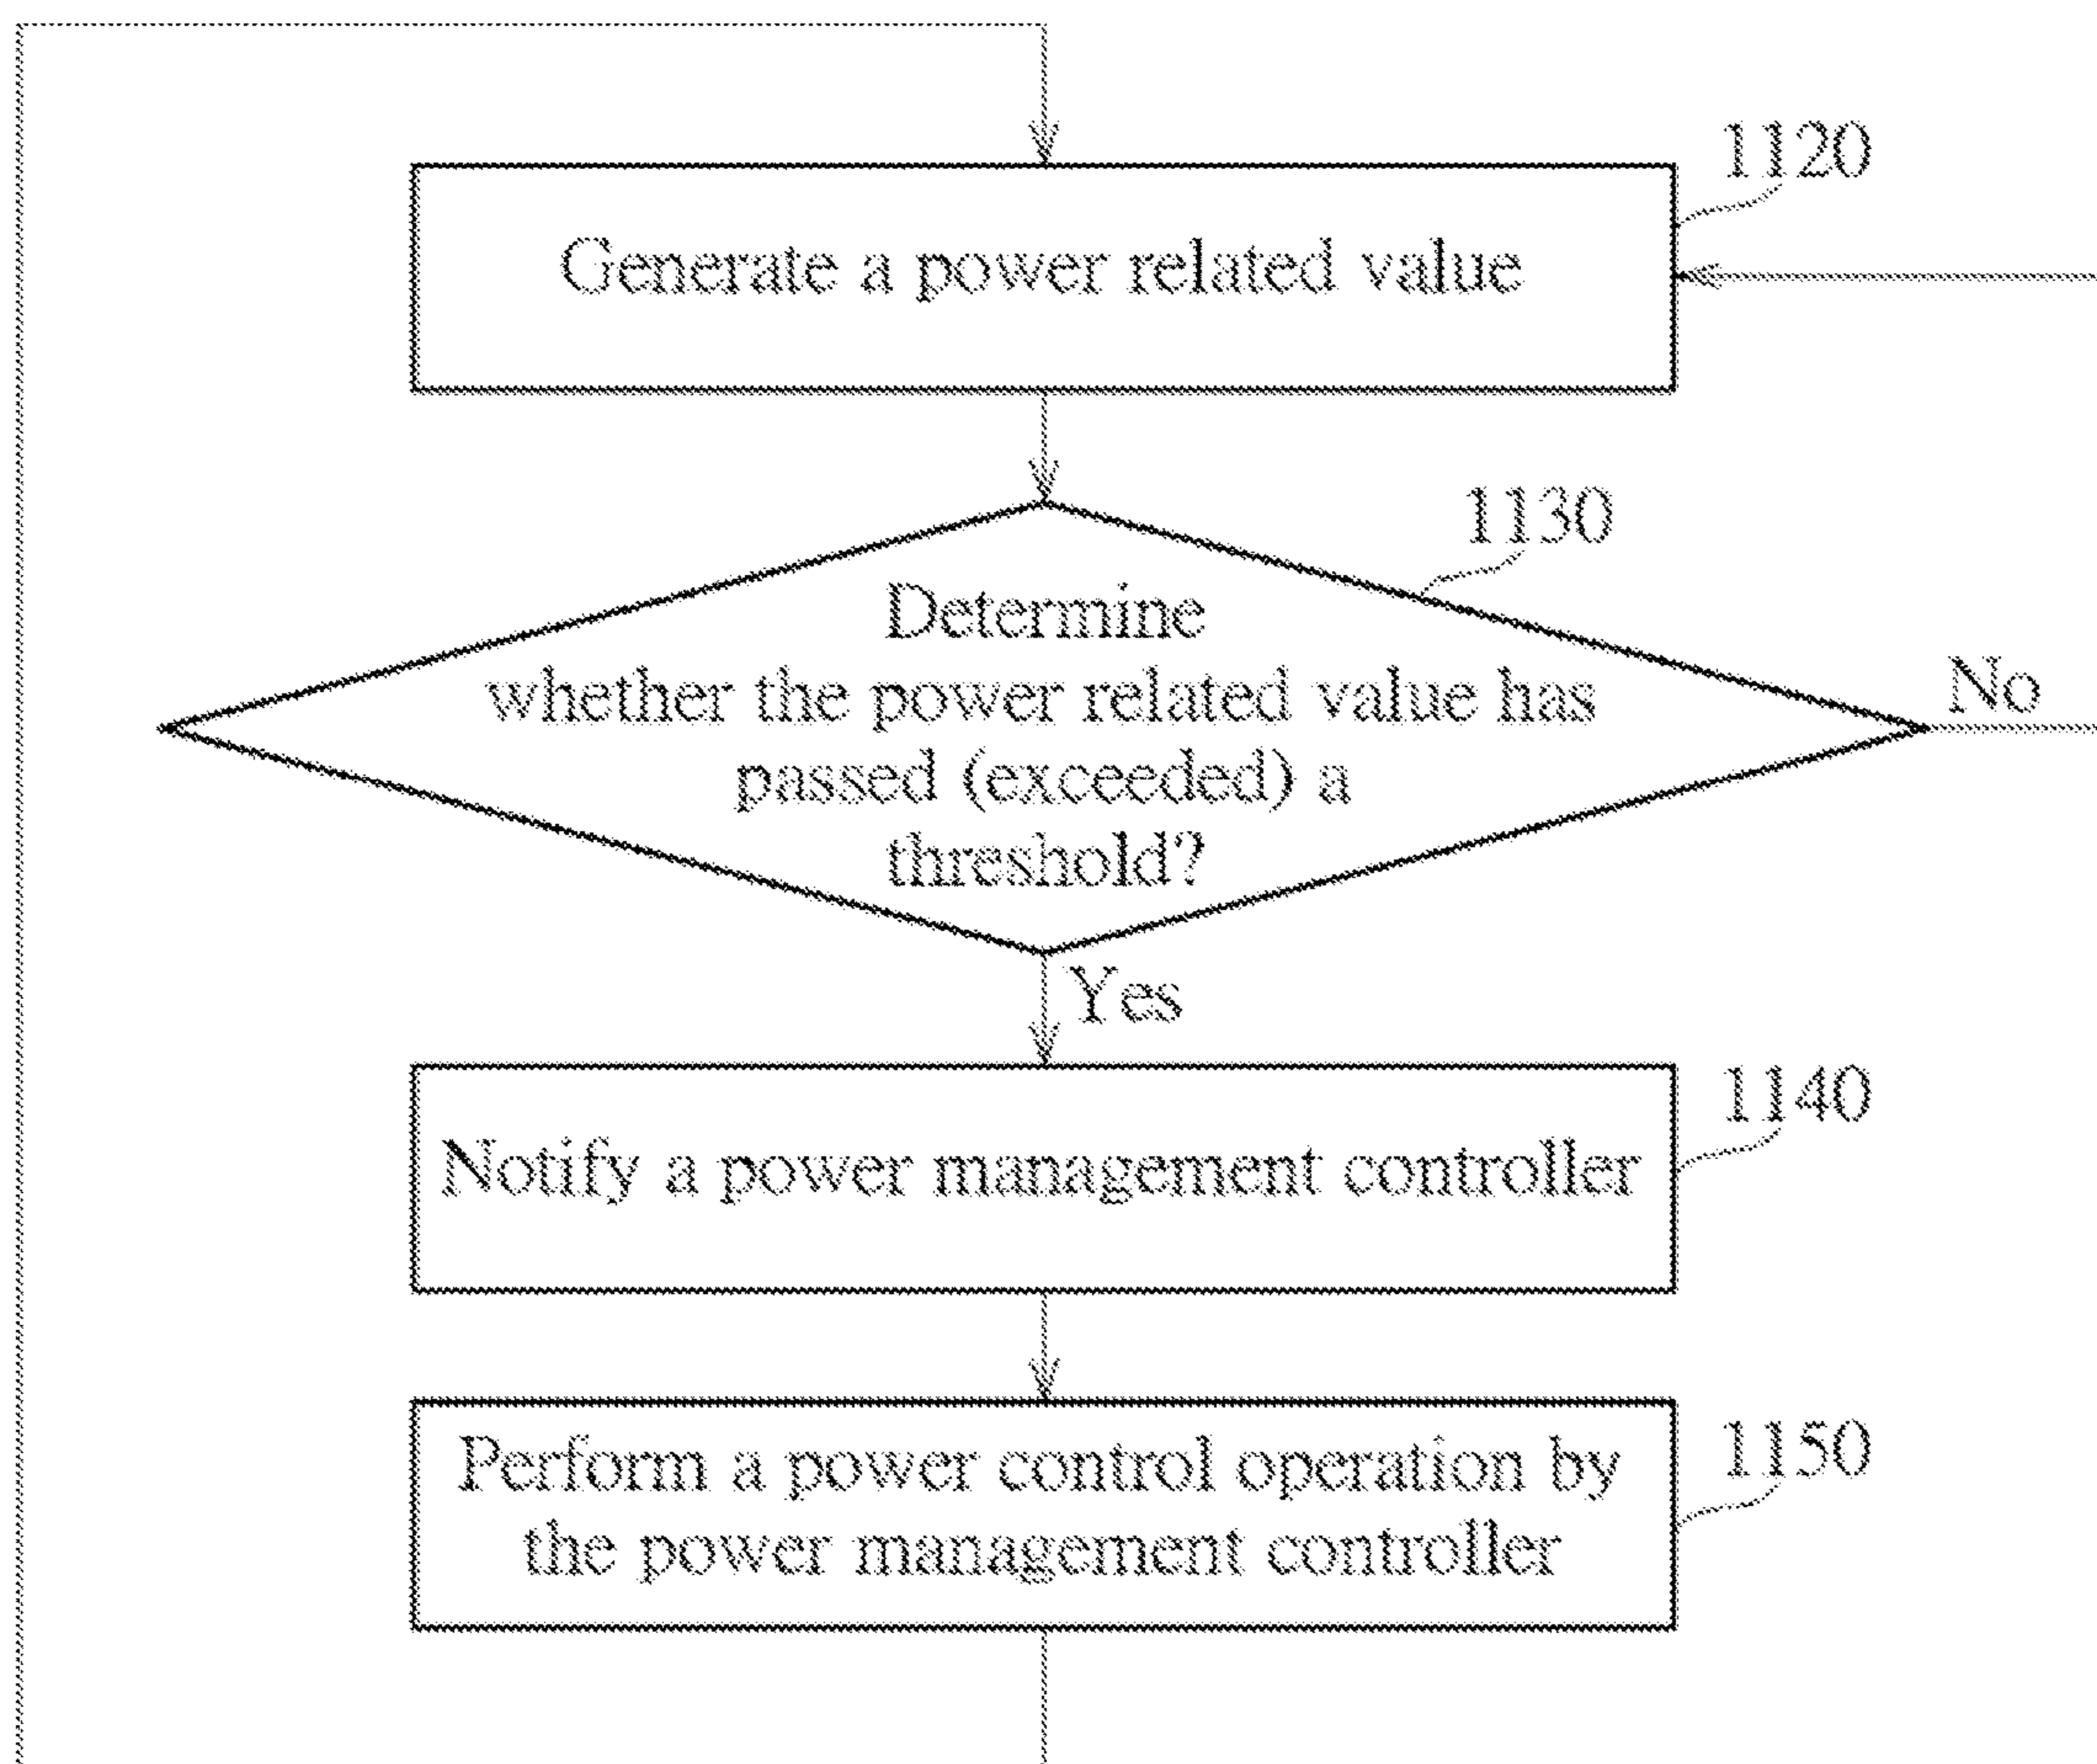 1120
Generate a power related value
1130
Determine
whether the power related value has
passed (exceeded) a
threshold?
No
Yes
1140
Notify a power management controller
1150
Perform a power control operation by
the power management controller